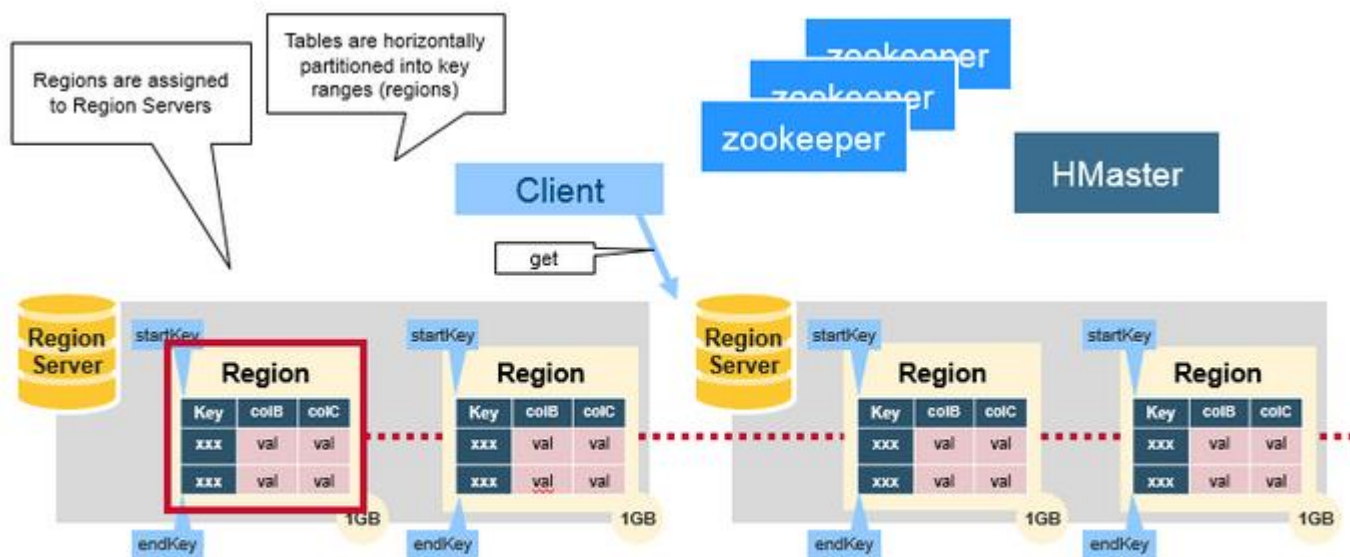 Regions are assigned
to Region Servers
Tables are horizontally
partitioned into key
ranges (regions)
zookeeper
zookeeper
zookeeper
HMaster
Client
get
Region
Server
startKey
Region
Key colB colC
xxx val val
xxx val val
1GB
endKey
startKey
Region
Key colB colC
xxx val val
xxx val val
1GB
endKey
Region
Server
startKey
Region
Key colB colC
xxx val val
xxx val val
1GB
endKey
startKey
Region
Key colB colC
xxx val val
xxx val val
1GB
endKey